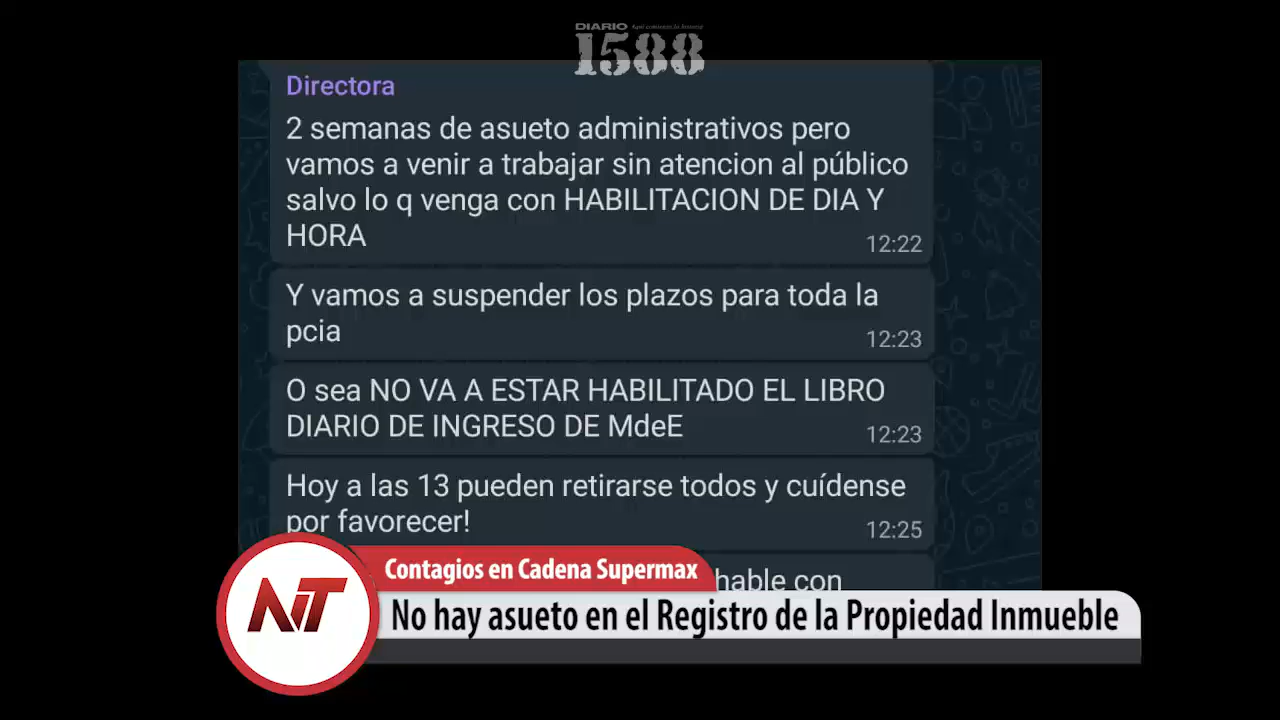 DIARIO
1588
Directora
2 semanas de asueto administrativos pero
vamos a venir a trabajar sin atencion al público
salvo lo q venga con HABILITACION DE DIA Y
HORA
12:22
Y vamos a suspender los plazos para toda la
pcia
12:23
O sea NO VA A ESTAR HABILITADO EL LIBRO
DIARIO DE INGRESO DE MdeE
12:23
Hoy a las 13 pueden retirarse todos y cuídense
por favorecer!
12:25
hable con
Contagios en Cadena Supermax
NT
No hay asueto en el Registro de la Propiedad Inmueble